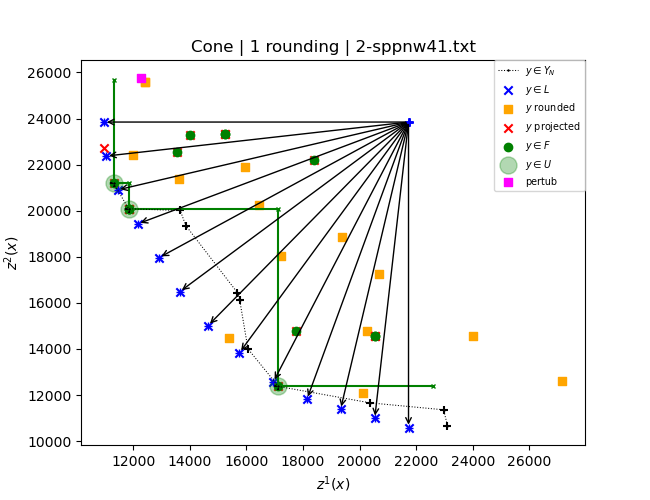 Cone | 1 rounding | 2-sppnw41.txt
26000
24000
22000
20000
18000
16000
14000
12000
10000
z²(x)
12000 14000 16000 18000 20000 22000 24000 26000
z¹(x)
y ∈ Y_N
y ∈ L
y rounded
y projected
y ∈ F
y ∈ U
pertub